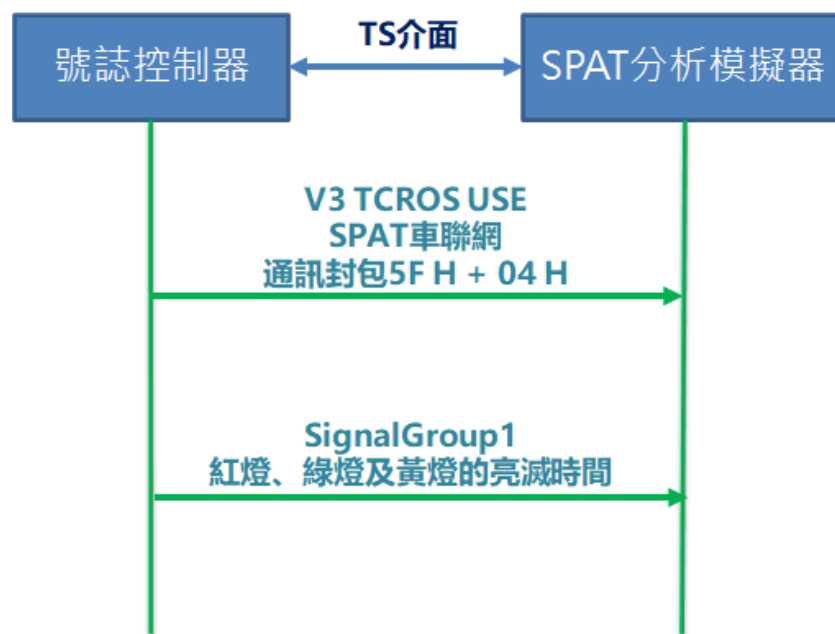 TS介面
號誌控制器
SPAT分析模擬器
V3 TCROS USE
SPAT車聯網
通訊封包5F H + 04 H
SignalGroup1
紅燈、綠燈及黃燈的亮滅時間